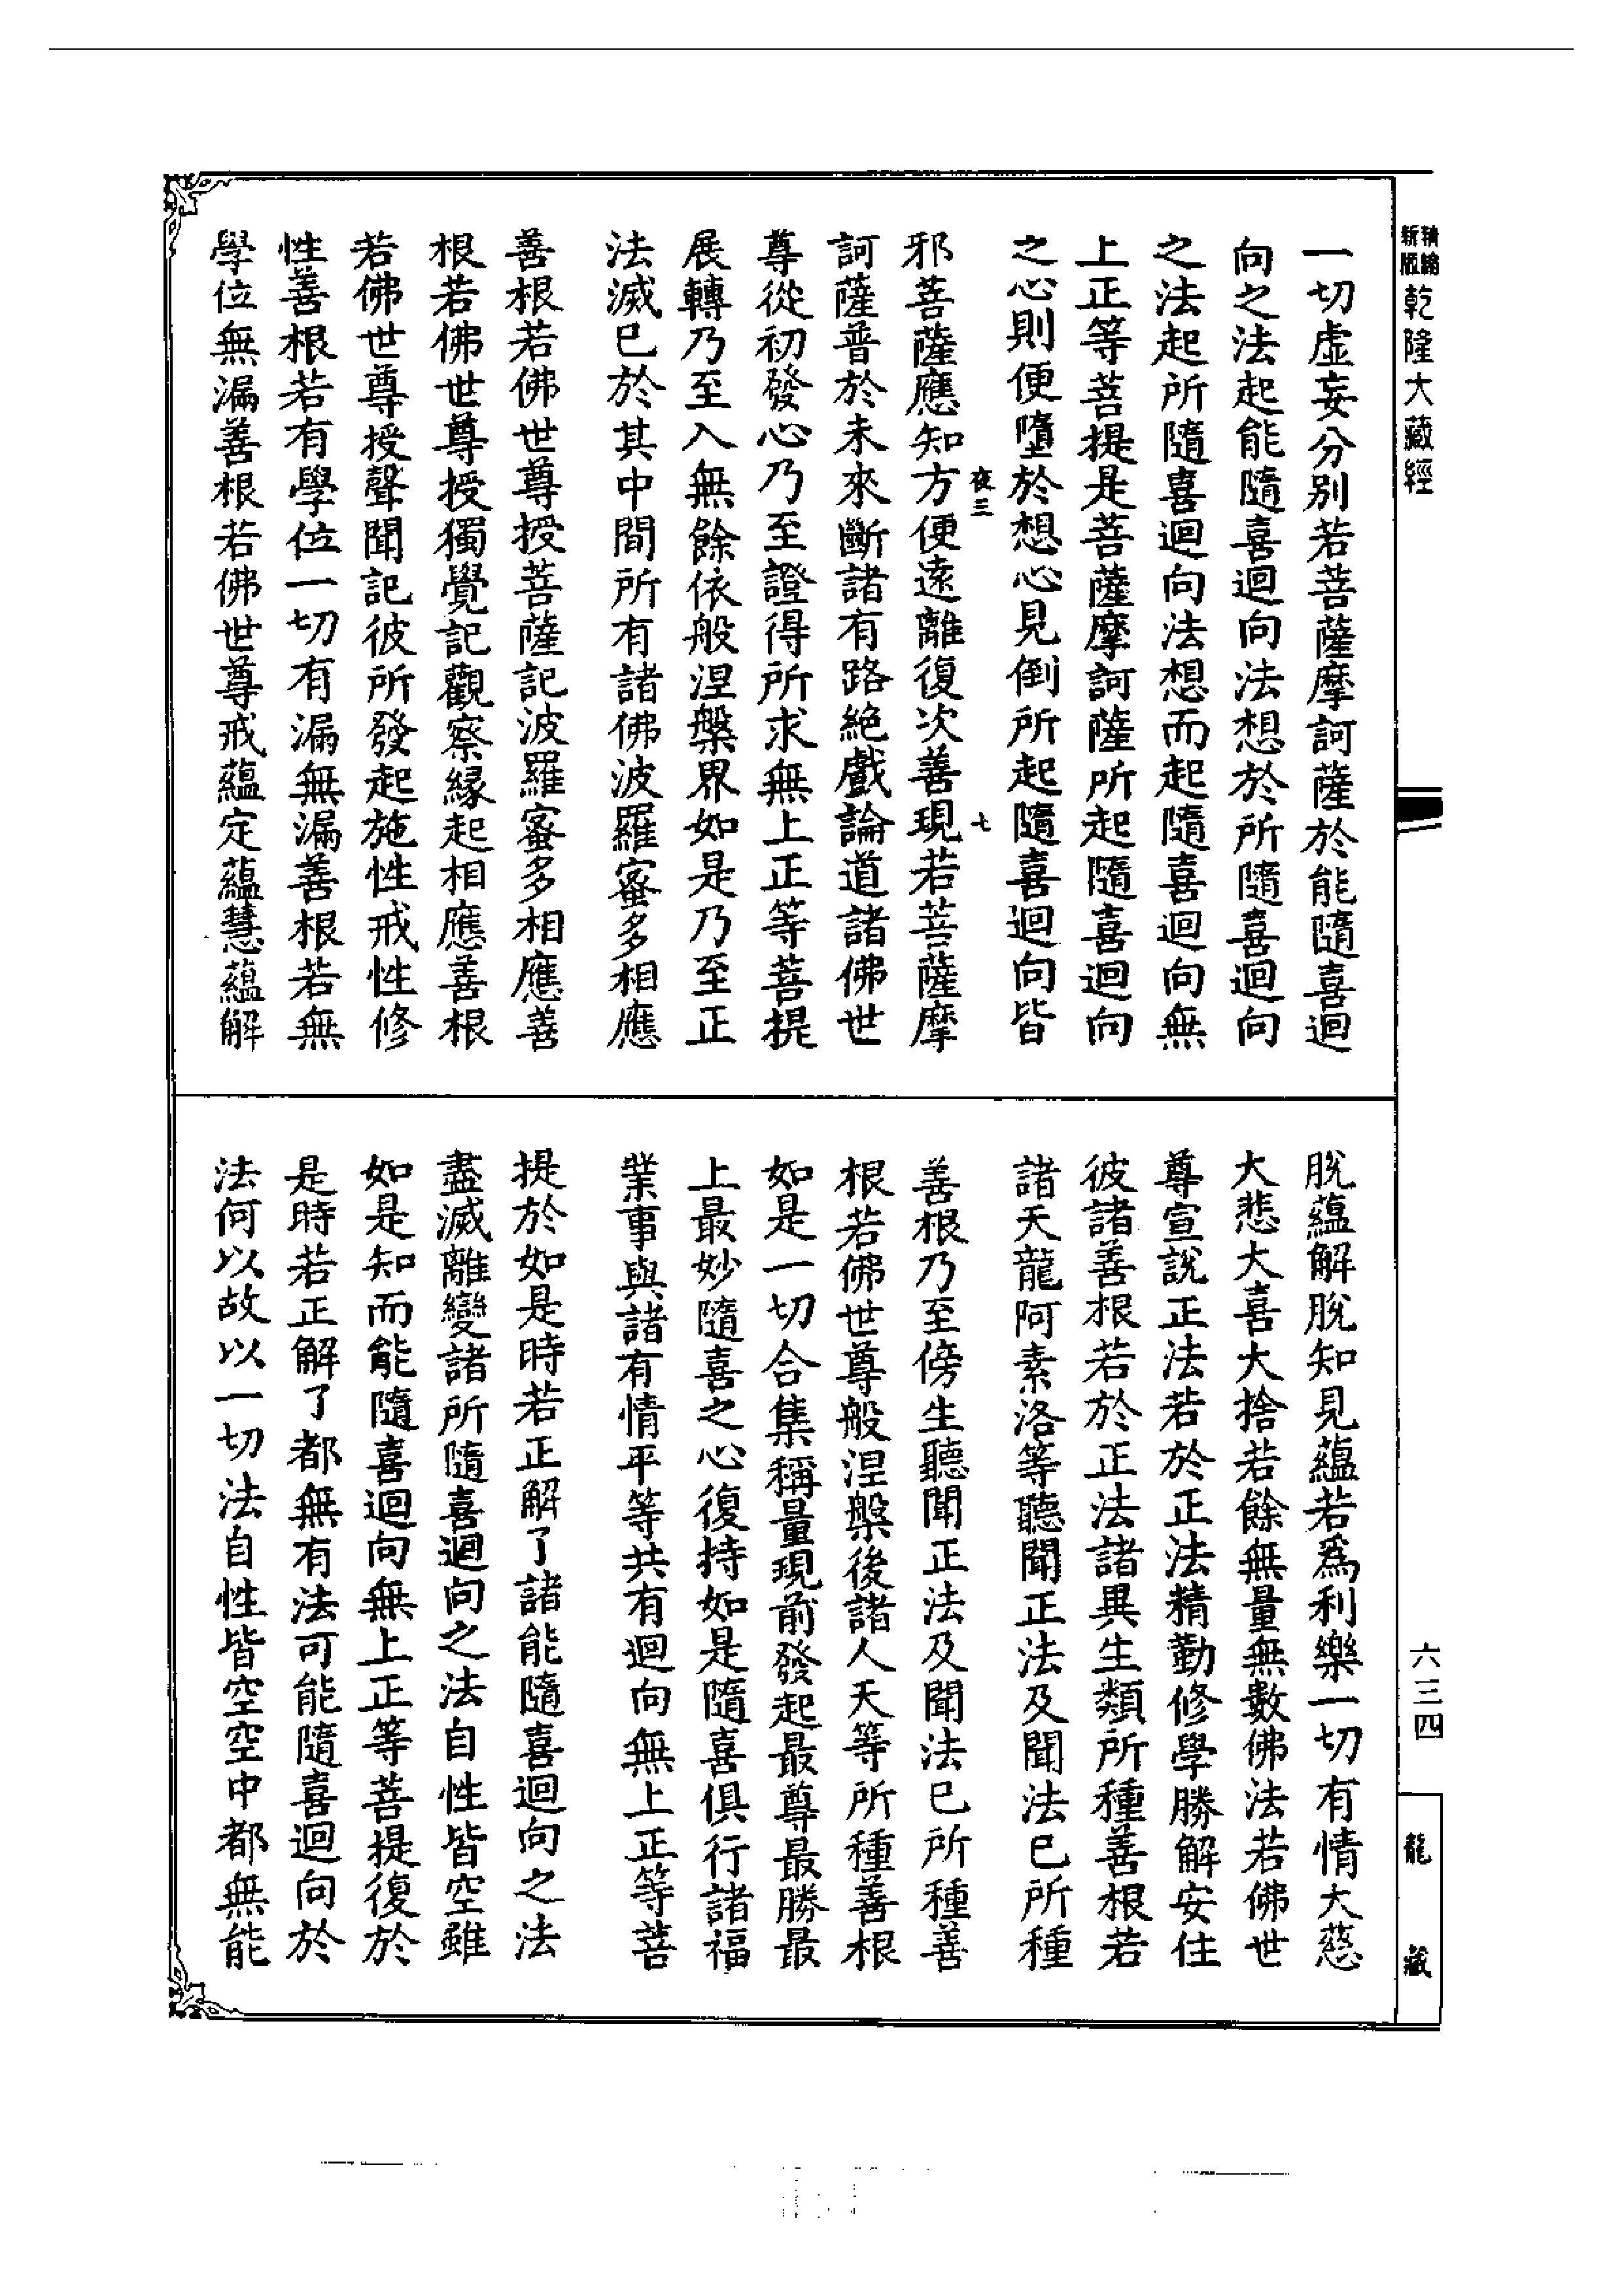 新版
精縮
乾隆大藏經
一切虛妄分別若菩薩摩訶薩於能隨喜迴
向之法起能隨喜迴向法想於所隨喜迴向
之法起所隨喜迴向法想而起隨喜迴向無
上正等菩提是菩薩摩訶薩所起隨喜迴向
之心則便墮於想心見倒所起隨喜迴向皆
夜三 七
邪菩薩應知方便遠離復次善現若菩薩摩
訶薩普於未來斷諸有路絕戲論道諸佛世
尊從初發心乃至證得所求無上正等菩提
展轉乃至入無餘依般涅槃界如是乃至正
法滅已於其中間所有諸佛波羅蜜多相應
善根若佛世尊授菩薩記波羅蜜多相應善
根若佛世尊授獨覺記觀察緣起相應善根
若佛世尊授聲聞記彼所發起施性戒性修
性善根若有學位一切有漏無漏善根若無
學位無漏善根若佛世尊戒蘊定蘊慧蘊解
脫蘊解脫知見蘊若為利樂一切有情大慈
大悲大喜大捨若餘無量無數佛法若佛世
尊宣說正法若於正法精勤修學勝解安住
彼諸善根若於正法諸異生類所種善根若
諸天龍阿素洛等聽聞正法及聞法已所種
善根乃至傍生聽聞正法及聞法已所種善
根若佛世尊般涅槃後諸人天等所種善根
如是一切合集稱量現前發起最尊最勝最
上最妙隨喜之心復持如是隨喜俱行諸福
業事與諸有情平等共有迴向無上正等菩
提於如是時若正解了諸能隨喜迴向之法
盡滅離變諸所隨喜迴向之法自性皆空雖
如是知而能隨喜迴向無上正等菩提復於
是時若正解了都無有法可能隨喜迴向於
法何以故以一切法自性皆空空中都無能
六三四
龍藏